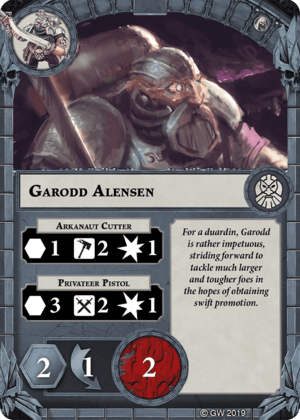 Garodd Alensen
Arkanaut Cutter
1 2 1
Privateer Pistol
3 2 1
For a duardin, Garodd
is rather impetuous,
striding forward to
tackle much larger
and tougher foes in
the hopes of obtaining
swift promotion.
2 1 2
© GW 2019